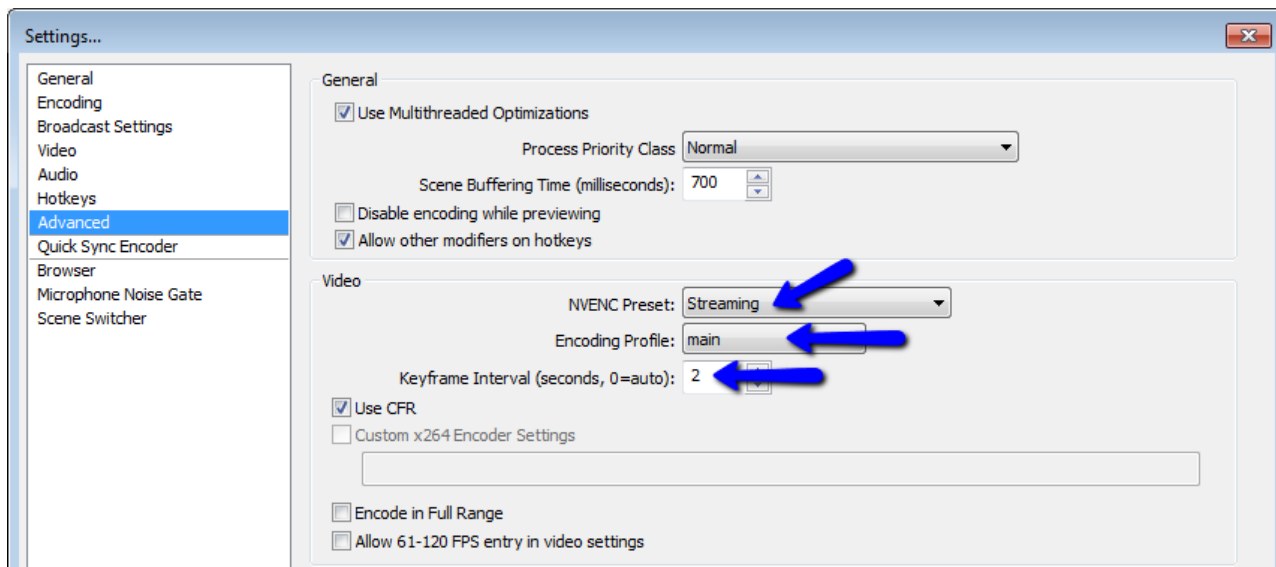 Settings...
General
Encoding
Broadcast Settings
Video
Audio
Hotkeys
Advanced
Quick Sync Encoder
Browser
Microphone Noise Gate
Scene Switcher
General
Use Multithreaded Optimizations
Process Priority Class Normal
Scene Buffering Time (milliseconds): 700
Disable encoding while previewing
Allow other modifiers on hotkeys
Video
NVENC Preset: Streaming
Encoding Profile: main
Keyframe Interval (seconds, 0=auto): 2
Use CFR
Custom x264 Encoder Settings
Encode in Full Range
Allow 61-120 FPS entry in video settings